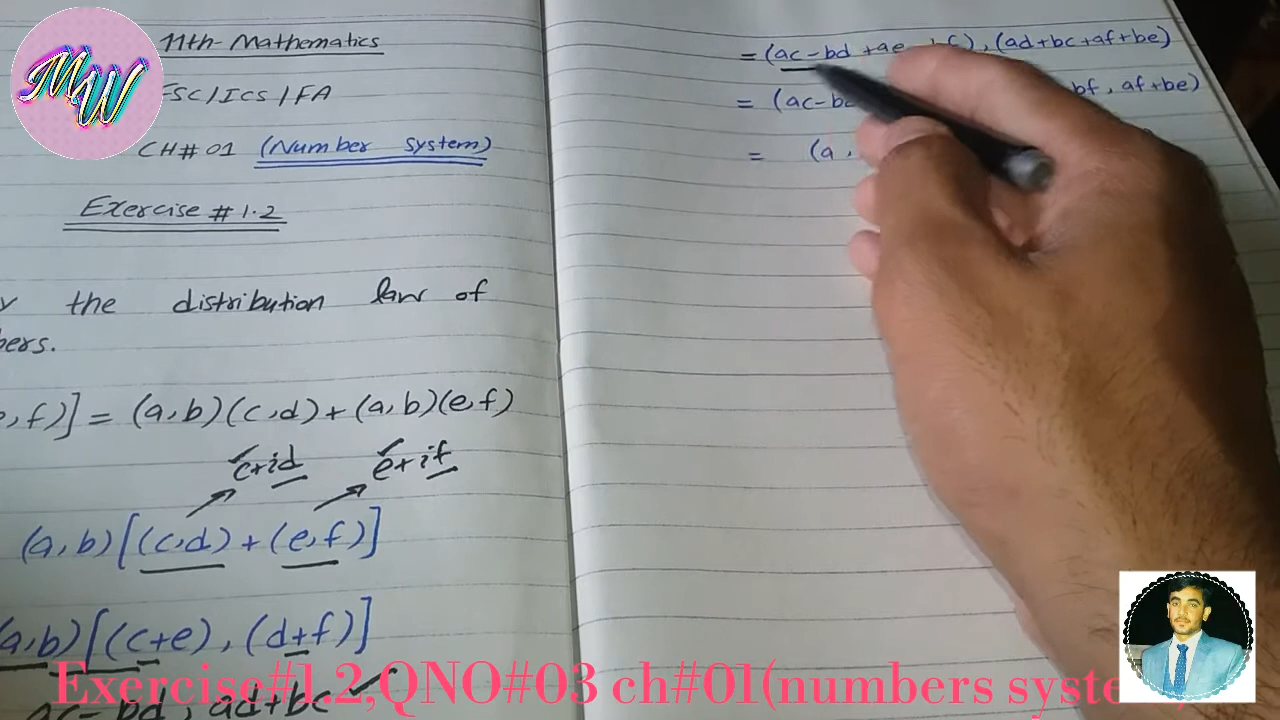 MW
11th-Mathematics
FSC/ICS/FA
CH#01 (Number system)
Exercise #1.2
the distribution law of
= (a,b)(c,d)+(a,b)(e,f)
c+id e+if
(a,b)[(c,d)+(e,f)]
(a,b)[(c+e),(d+f)]
ac-bd, ad+bc
=(ac-bd+ae , (ad+bc+af+be)
= (ac- bf, af+be)
= (a,
Exercise#1.2,QNO#03 ch#01(numbers syste